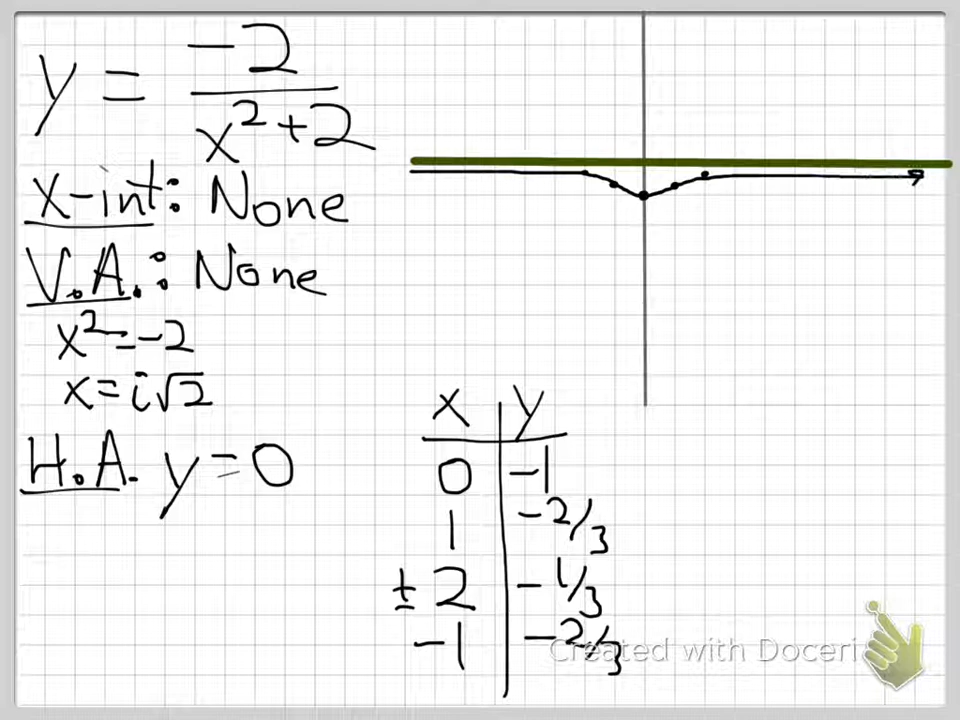 y = -2/(x²+2)
x-int: None
V.A.: None
x²=-2
x=i√2
H.A. y=0
x y
0 -1
1 -2/3
±2 -1/3
-1 -2/3
Created with Doceri